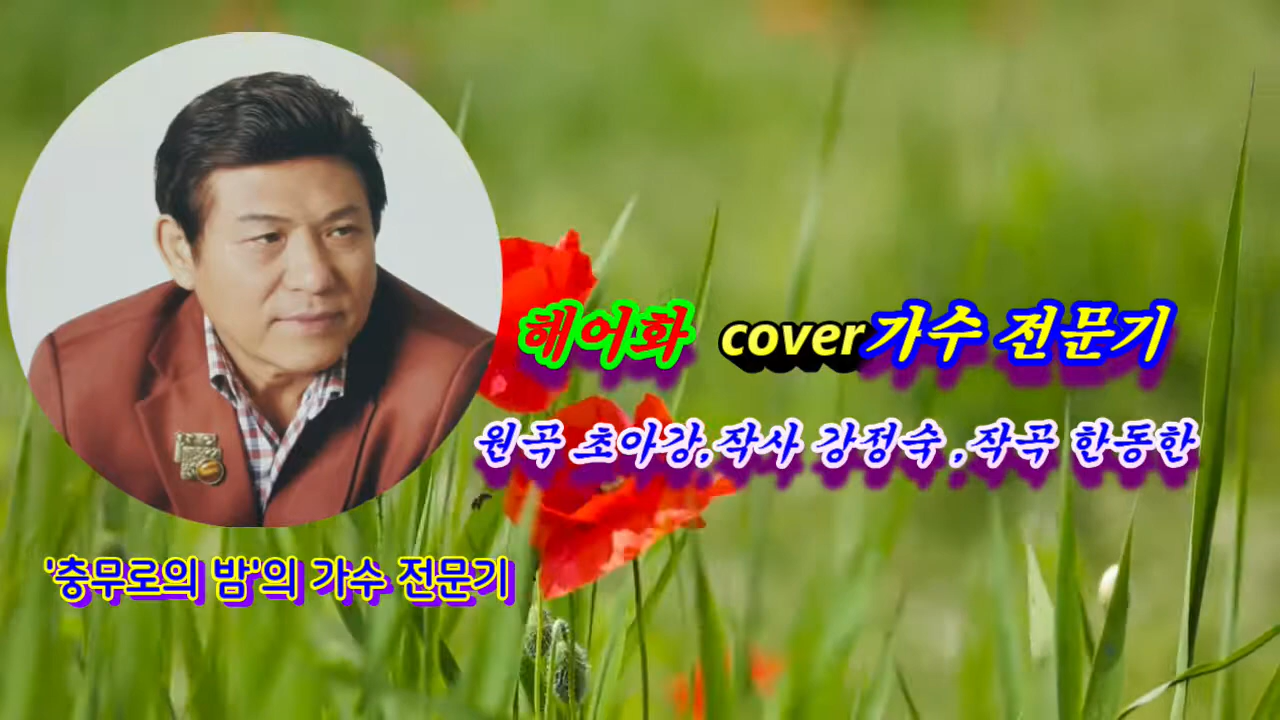 헤어화 cover가수 전문기
원곡 초아강,작사 강정숙 ,작곡 한동한
'충무로의 밤'의 가수 전문기